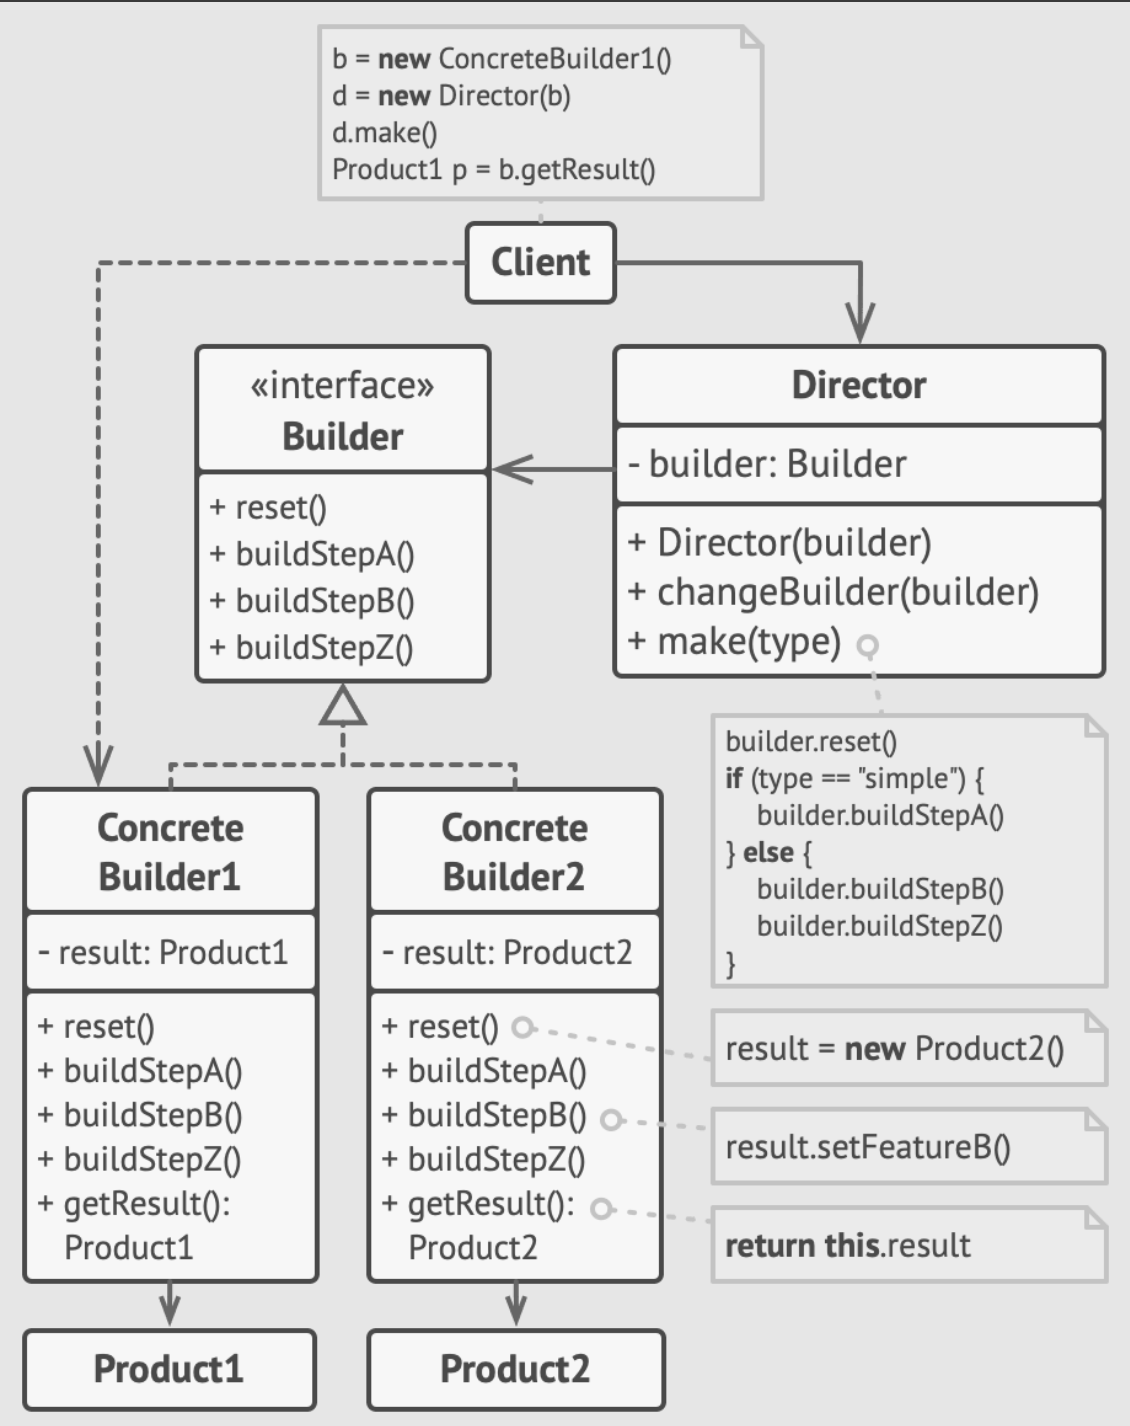 b = new ConcreteBuilder1()
d = new Director(b)
d.make()
Product1 p = b.getResult()
Client
«interface»
Builder
+ reset()
+ buildStepA()
+ buildStepB()
+ buildStepZ()
Director
- builder: Builder
+ Director(builder)
+ changeBuilder(builder)
+ make(type)
builder.reset()
if (type == "simple") {
builder.buildStepA()
} else {
builder.buildStepB()
builder.buildStepZ()
}
Concrete
Builder1
- result: Product1
+ reset()
+ buildStepA()
+ buildStepB()
+ buildStepZ()
+ getResult():
Product1
Concrete
Builder2
- result: Product2
+ reset()
+ buildStepA()
+ buildStepB()
+ buildStepZ()
+ getResult():
Product2
result = new Product2()
result.setFeatureB()
return this.result
Product1
Product2